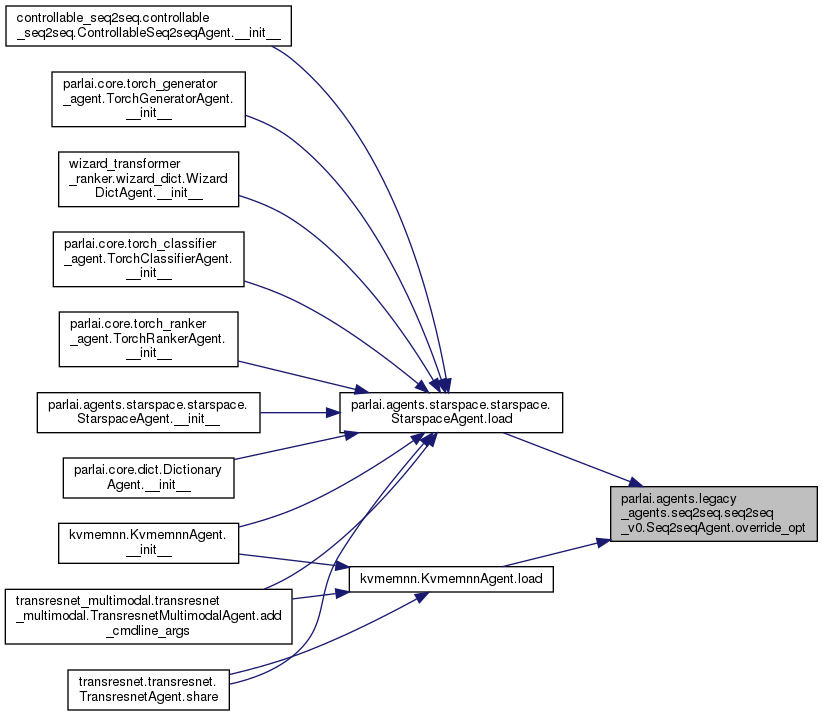 controllable_seq2seq.controllable
_seq2seq.ControllableSeq2seqAgent.__init__
parlai.core.torch_generator
_agent.TorchGeneratorAgent.
__init__
wizard_transformer
_ranker.wizard_dict.Wizard
DictAgent.__init__
parlai.core.torch_classifier
_agent.TorchClassifierAgent.
__init__
parlai.core.torch_ranker
_agent.TorchRankerAgent.
__init__
parlai.agents.starspace.starspace.
StarspaceAgent.__init__
parlai.core.dict.Dictionary
Agent.__init__
kvmemnn.KvmemnnAgent.
__init__
transresnet_multimodal.transresnet
_multimodal.TransresnetMultimodalAgent.add
_cmdline_args
transresnet.transresnet.
TransresnetAgent.share
parlai.agents.starspace.starspace.
StarspaceAgent.load
kvmemnn.KvmemnnAgent.load
parlai.agents.legacy
_agents.seq2seq.seq2seq
_v0.Seq2seqAgent.override_opt